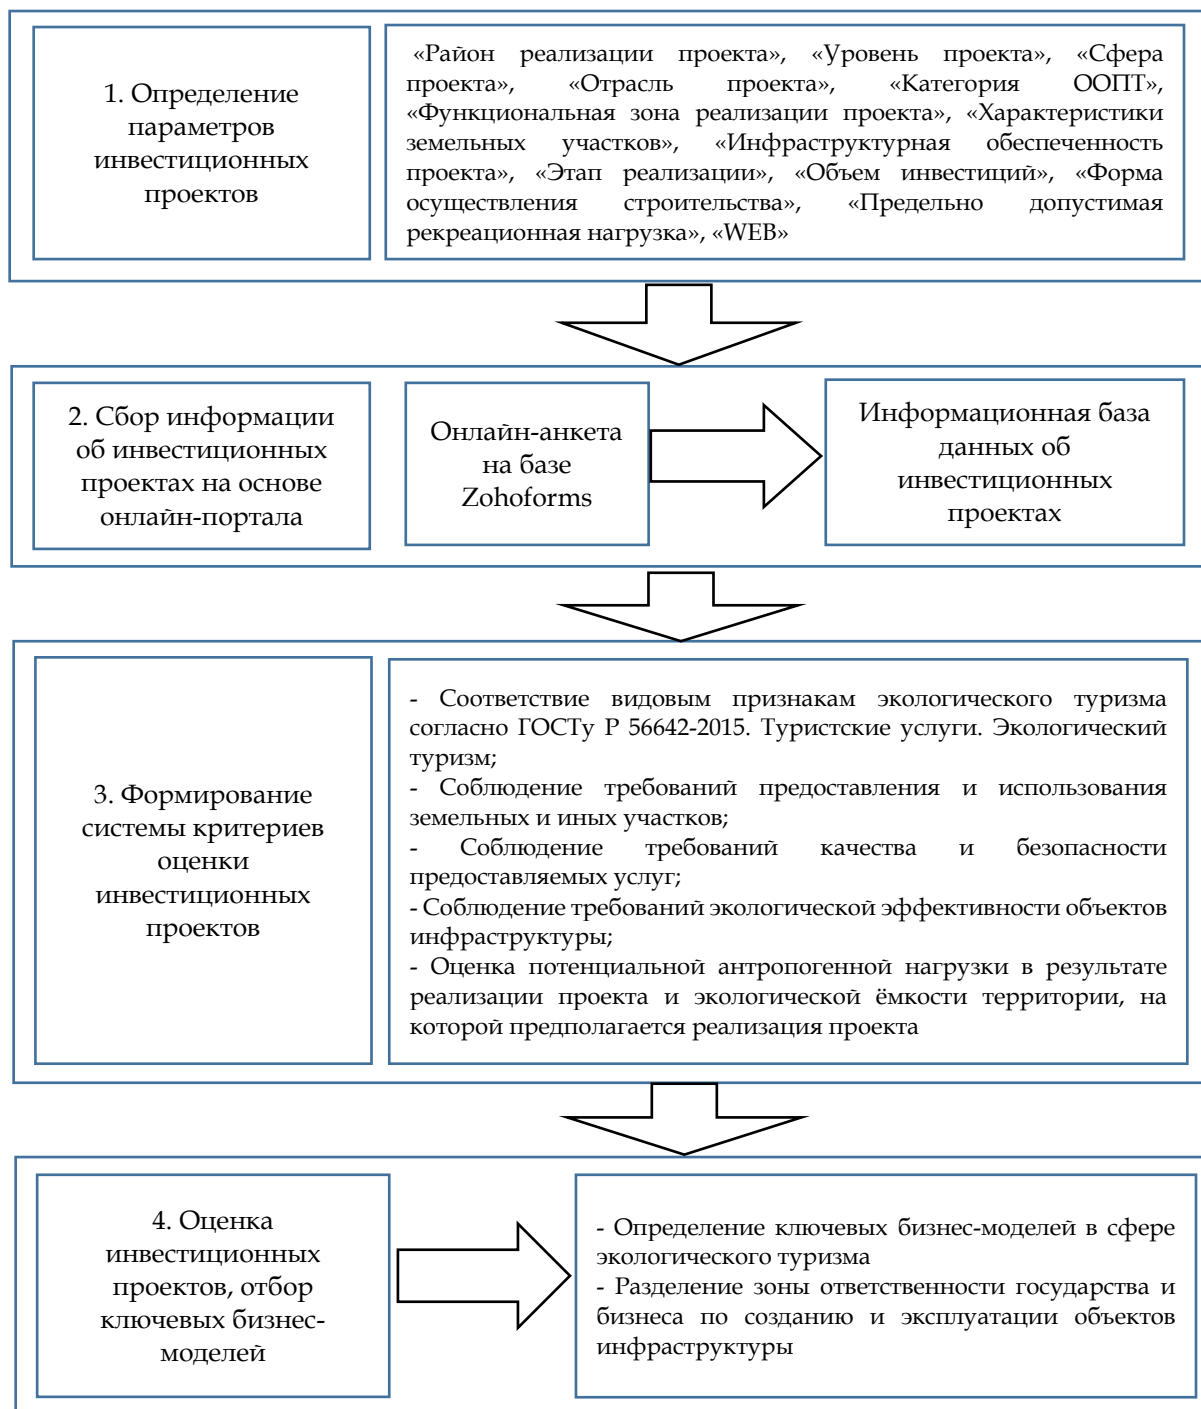 1. Определение
параметров
инвестиционных
проектов
«Район реализации проекта», «Уровень проекта», «Сфера
проекта», «Отрасль проекта», «Категория ООПТ»,
«Функциональная зона реализации проекта», «Характеристики
земельных участков», «Инфраструктурная обеспеченность
проекта», «Этап реализации», «Объем инвестиций», «Форма
осуществления строительства», «Предельно допустимая
рекреационная нагрузка», «WEB»
2. Сбор информации
об инвестиционных
проектах на основе
онлайн-портала
Онлайн-анкета
на базе
Zohoforms
Информационная база
данных об
инвестиционных
проектах
3. Формирование
системы критериев
оценки
инвестиционных
проектов
- Соответствие видовым признакам экологического туризма
согласно ГОСТу Р 56642-2015. Туристские услуги. Экологический
туризм;
- Соблюдение требований предоставления и использования
земельных и иных участков;
- Соблюдение требований качества и безопасности
предоставляемых услуг;
- Соблюдение требований экологической эффективности объектов
инфраструктуры;
- Оценка потенциальной антропогенной нагрузки в результате
реализации проекта и экологической ёмкости территории, на
которой предполагается реализация проекта
4. Оценка
инвестиционных
проектов, отбор
ключевых бизнес-
моделей
- Определение ключевых бизнес-моделей в сфере
экологического туризма
- Разделение зоны ответственности государства и
бизнеса по созданию и эксплуатации объектов
инфраструктуры